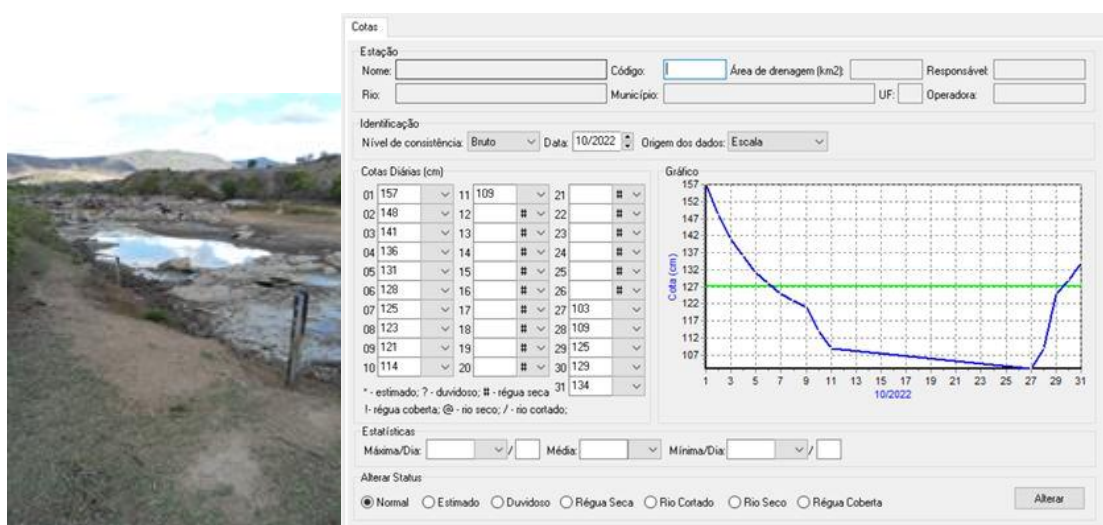 Cotas
Estação
Nome: Código: Área de drenagem (km2): Responsável:
Rio: Município: UF: Operadora:
Identificação
Nível de consistência: Bruto Data: 10/2022 Origem dos dados: Escala
Cotas Diárias (cm)
01 157 11 109 21 #
02 148 12 # 22 #
03 141 13 # 23 #
04 136 14 # 24 #
05 131 15 # 25 #
06 128 16 # 26 #
07 125 17 # 27 103
08 123 18 # 28 109
09 121 19 # 29 125
10 114 20 # 30 129
31 134
* - estimado; ? - duvidoso; # - régua seca
!- régua coberta; @ - rio seco; / - rio cortado;
Gráfico
157
152
147
142
137
132
127
122
117
112
107
Cota (cm)
1 3 5 7 9 11 13 15 17 19 21 23 25 27 29 31
10/2022
Estatísticas
Máxima/Dia: / Média: Mínima/Dia: /
Alterar Status
Normal Estimado Duvidoso Régua Seca Rio Cortado Rio Seco Régua Coberta Alterar